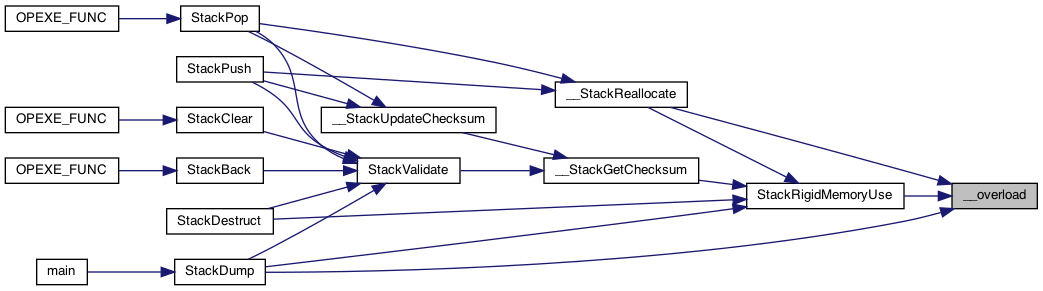 OPEXE_FUNC
StackPop
StackPush
__StackReallocate
OPEXE_FUNC
StackClear
__StackUpdateChecksum
OPEXE_FUNC
StackBack
StackValidate
__StackGetChecksum
StackRigidMemoryUse
__overload
StackDestruct
main
StackDump